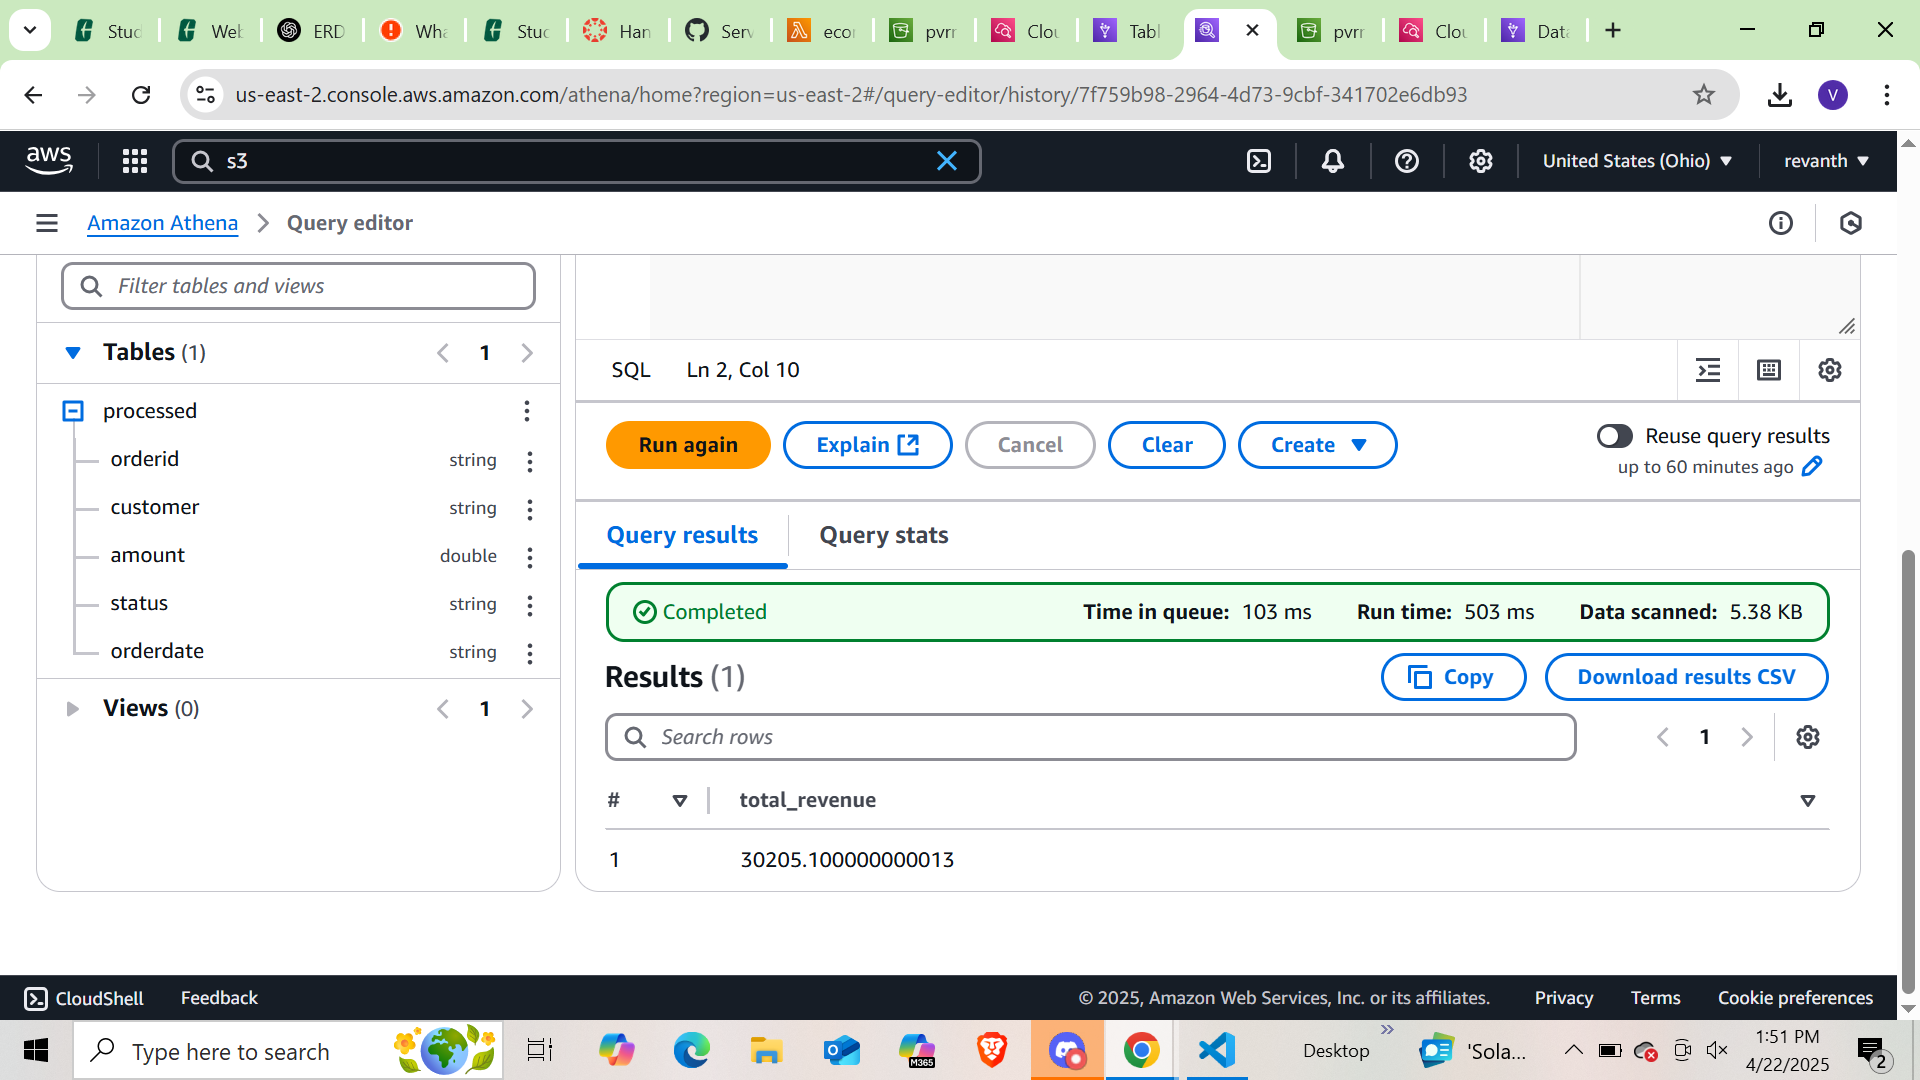 Stud
Web
ERD
Wha
Stud
Han
Serv
ecor
pvrr
Clou
Tabl
pvrr
Clou
Data
us-east-2.console.aws.amazon.com/athena/home?region=us-east-2#/query-editor/history/7f759b98-2964-4d73-9cbf-341702e6db93
V
aws
s3
United States (Ohio)
revanth
Amazon Athena
Query editor
Filter tables and views
Tables (1)
1
processed
orderid string
customer string
amount double
status string
orderdate string
Views (0)
1
SQL Ln 2, Col 10
Run again
Explain
Cancel
Clear
Create
Reuse query results
up to 60 minutes ago
Query results
Query stats
Completed
Time in queue: 103 ms
Run time: 503 ms
Data scanned: 5.38 KB
Results (1)
Copy
Download results CSV
Search rows
1
# total_revenue
1 30205.100000000013
CloudShell
Feedback
© 2025, Amazon Web Services, Inc. or its affiliates.
Privacy
Terms
Cookie preferences
Type here to search
M365
Desktop
'Sola...
1:51 PM
4/22/2025
2